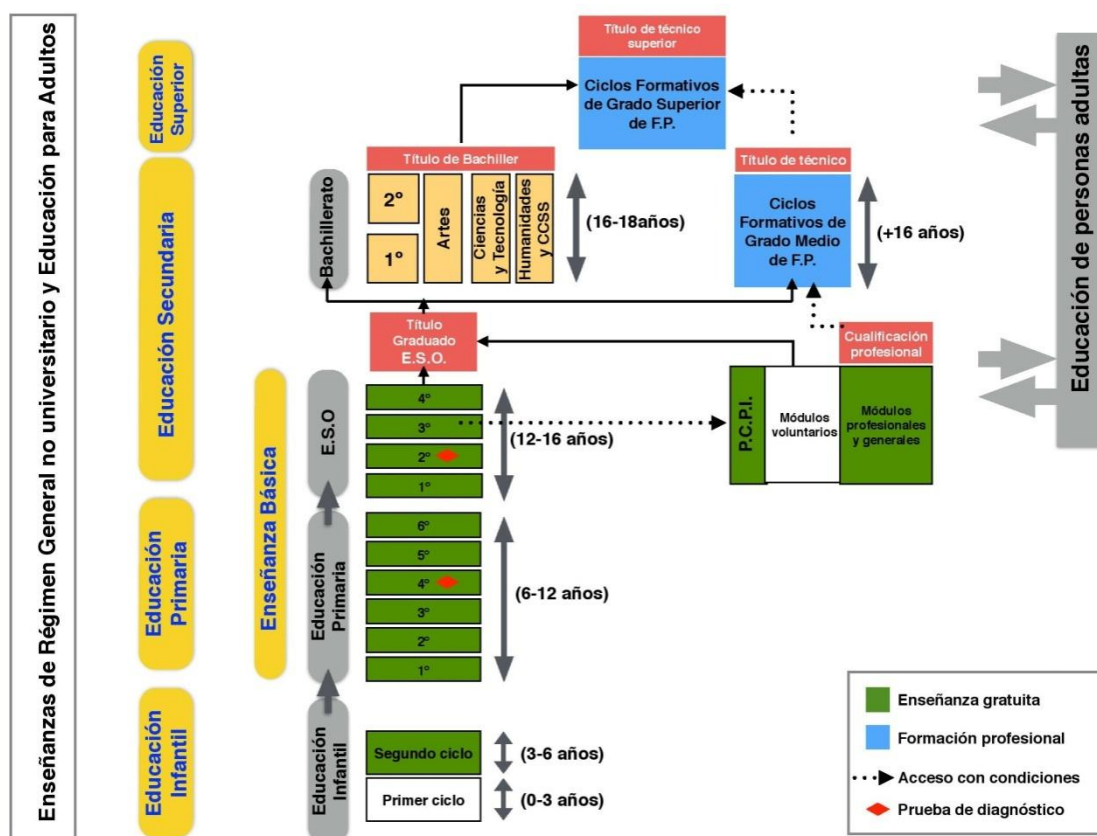 Enseñanzas de Régimen General no universitario y Educación para Adultos
Educación
Superior
Educación Secundaria
Educación
Primaria
Educación
Infantil
Enseñanza Básica
Título de técnico
superior
Ciclos Formativos
de Grado Superior
de F.P.
Título de Bachiller
2º
1º
Artes
Ciencias
y Tecnología
Humanidades
y CCSS
Bachillerato
(16-18años)
Título de técnico
Ciclos
Formativos de
Grado Medio
de F.P.
(+16 años)
Título
Graduado
E.S.O.
Cualificación
profesional
P.C.P.I.
Módulos
voluntarios
Módulos
profesionales
y generales
E.S.O
4º
3º
2º
1º
(12-16 años)
Educación
Primaria
6º
5º
4º
3º
2º
1º
(6-12 años)
Educación
Infantil
Segundo ciclo
(3-6 años)
Primer ciclo
(0-3 años)
Educación de personas adultas
Enseñanza gratuita
Formación profesional
Acceso con condiciones
Prueba de diagnóstico